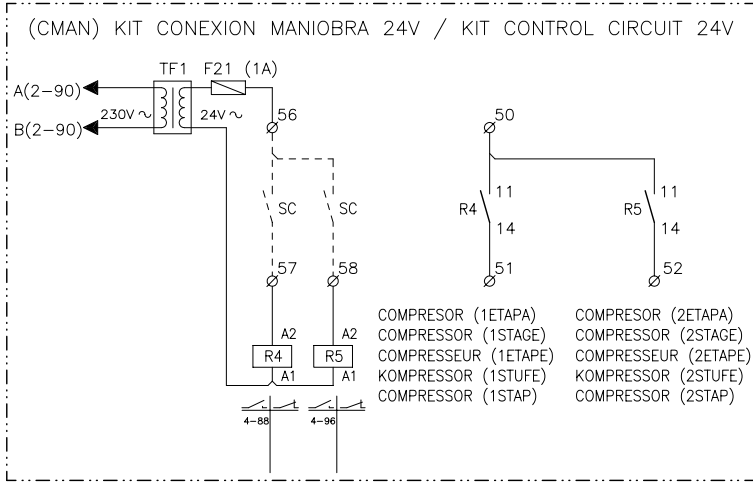 (CMAN) KIT CONEXION MANIOBRA 24V / KIT CONTROL CIRCUIT 24V
TF1 F21 (1A)
A(2-90)
56 50
230V~ 24V~
B(2-90)
11 11
SC SC R4 R5
14 14
57 58 51 52
COMPRESOR (1ETAPA) COMPRESOR (2ETAPA)
A2 A2 COMPRESSOR (1STAGE) COMPRESSOR (2STAGE)
R4 R5 COMPRESSEUR (1ETAPE) COMPRESSEUR (2ETAPE)
A1 A1 KOMPRESSOR (1STUFE) KOMPRESSOR (2STUFE)
COMPRESSOR (1STAP) COMPRESSOR (2STAP)
4-88 4-96